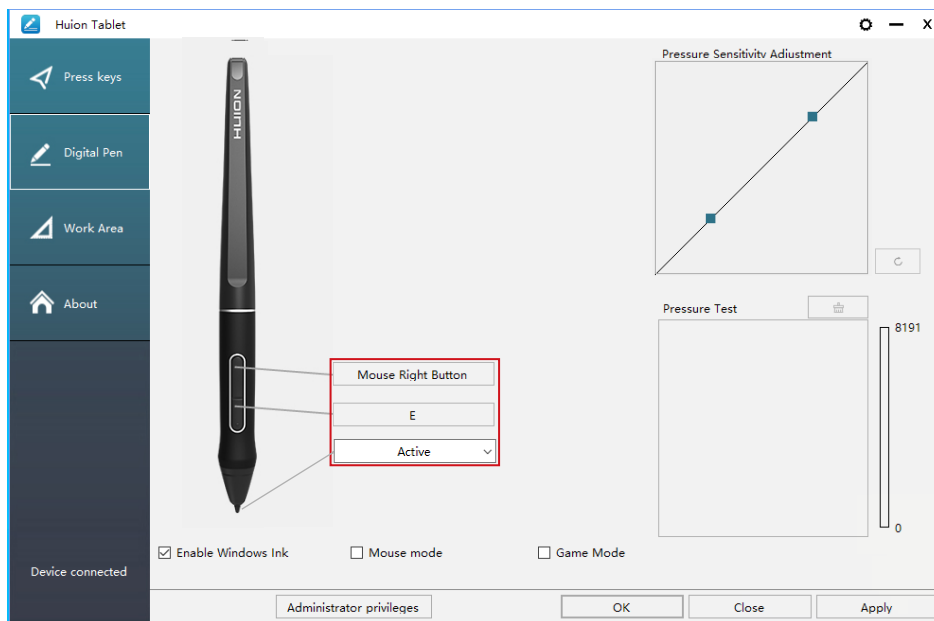 Huion Tablet
X
Press keys
Digital Pen
Work Area
About
Device connected
HUION
Mouse Right Button
E
Active
Enable Windows Ink
Mouse mode
Game Mode
Pressure Sensitivity Adjustment
Pressure Test
8191
0
Administrator privileges
OK
Close
Apply